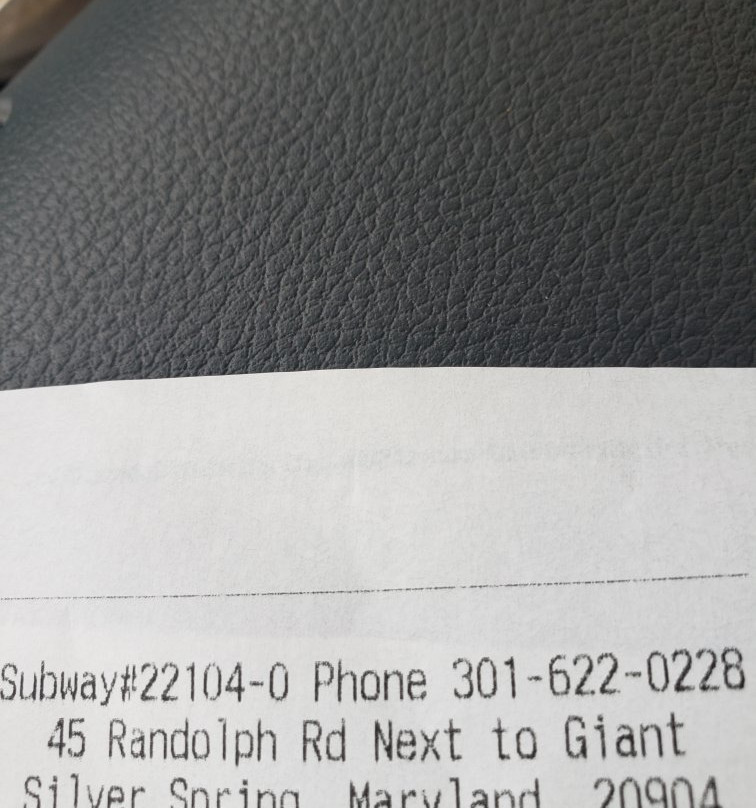 Subway#22104-0 Phone 301-622-0228
45 Randolph Rd Next to Giant
Silver Spring, Maryland, 20904